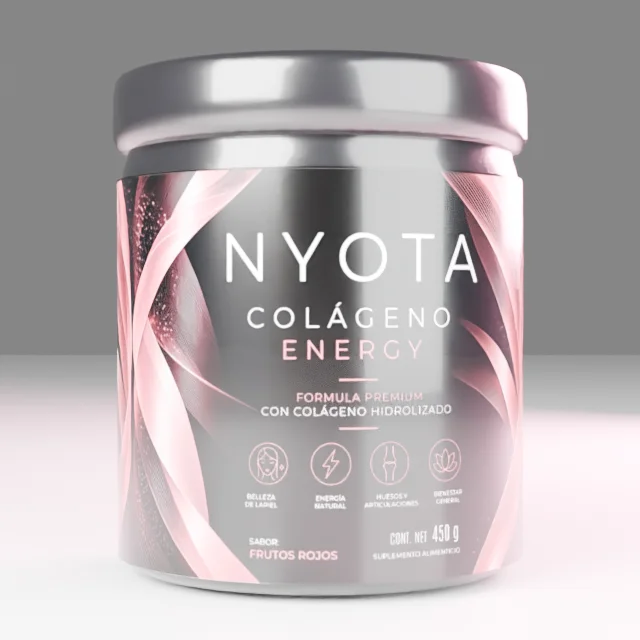 NYOTA
COLÁGENO
ENERGY
FORMULA PREMIUM
CON COLÁGENO HIDROLIZADO
BELLEZA
DE LA PIEL
ENERGÍA
NATURAL
HUESOS Y
ARTICULACIONES
BIENESTAR
GENERAL
SABOR
FRUTOS ROJOS
CONT. NET 450 g
SUPLEMENTO ALIMENTICIO